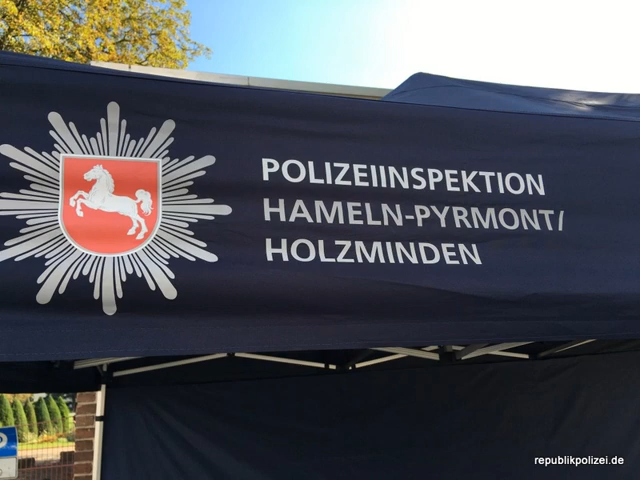 POLIZEIINSPEKTION
HAMELN-PYRMONT/
HOLZMINDEN
republikpolizei.de